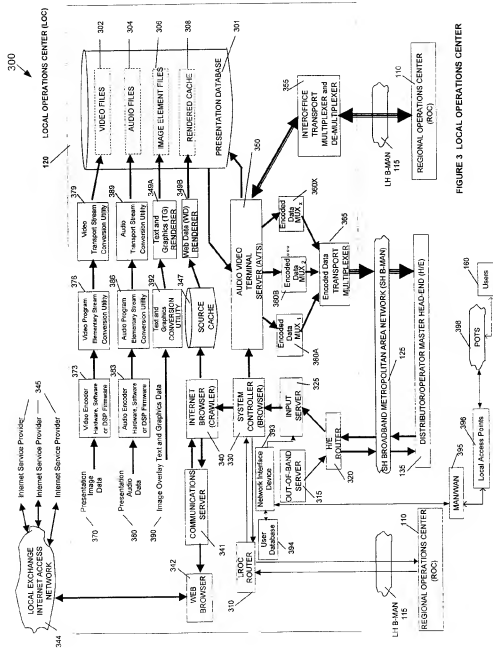 300
LOCAL OPERATIONS CENTER (LOC)
120
302
304
306
308
301
VIDEO FILES
AUDIO FILES
IMAGE ELEMENT FILES
RENDERED CACHE
PRESENTATION DATABASE
379
Video
Transport Stream
Conversion Utility
389
Audio
Transport Stream
Conversion Utility
349A
Text and
Graphics (TG)
RENDERER
349B
Web Data (WD)
RENDERER
376
Video Program
Elementary Stream
Conversion Utility
386
Audio Program
Elementary Stream
Conversion Utility
392
Text and
Graphics CONVERSION
UTILITY
347
SOURCE
CACHE
373
Video Encoder
Hardware, Software
or DSP Firmware
383
Audio Encoder
Hardware, Software
or DSP Firmware
370
Presentation
Image
Data
380
Presentation
Audio
Data
390
Image Overlay Text and Graphics Data
345
Internet Service Provider
Internet Service Provider
Internet Service Provider
LOCAL EXCHANGE
INTERNET ACCESS
NETWORK
344
342
WEB
BROWSER
COMMUNICATIONS
SERVER
341
INTERNET
BROWSER
(CRAWLER)
340
330
SYSTEM
CONTROLLER
(BROWSER)
393
Network Interface
Device
User
Database
394
OUT-OF-BAND
SERVER
315
INPUT
SERVER
325
LROC
ROUTER
310
H/E
ROUTER
320
350
AUDIO VIDEO
TERMINAL
SERVER (AVTS)
355
INTEROFFICE
TRANSPORT
MULTIPLEXER and
DE-MULTIPLEXER
Encoded
Data
MUX 1
360A
Encoded
Data
MUX 2
360B
Encoded
Data
MUX X
360X
Encoded Data
TRANSPORT
MULTIPLEXER
365
SH BROADBAND METROPOLITAN AREA NETWORK (SH B-MAN)
125
DISTRIBUTOR/OPERATOR MASTER HEAD-END (H/E)
135
LH B-MAN
115
REGIONAL OPERATIONS CENTER
(ROC)
110
LH B-MAN
115
REGIONAL OPERATIONS CENTER
(ROC)
110
MAN/WAN
395
396
Local Access Points
POTS
398
Users
160
FIGURE 3 LOCAL OPERATIONS CENTER